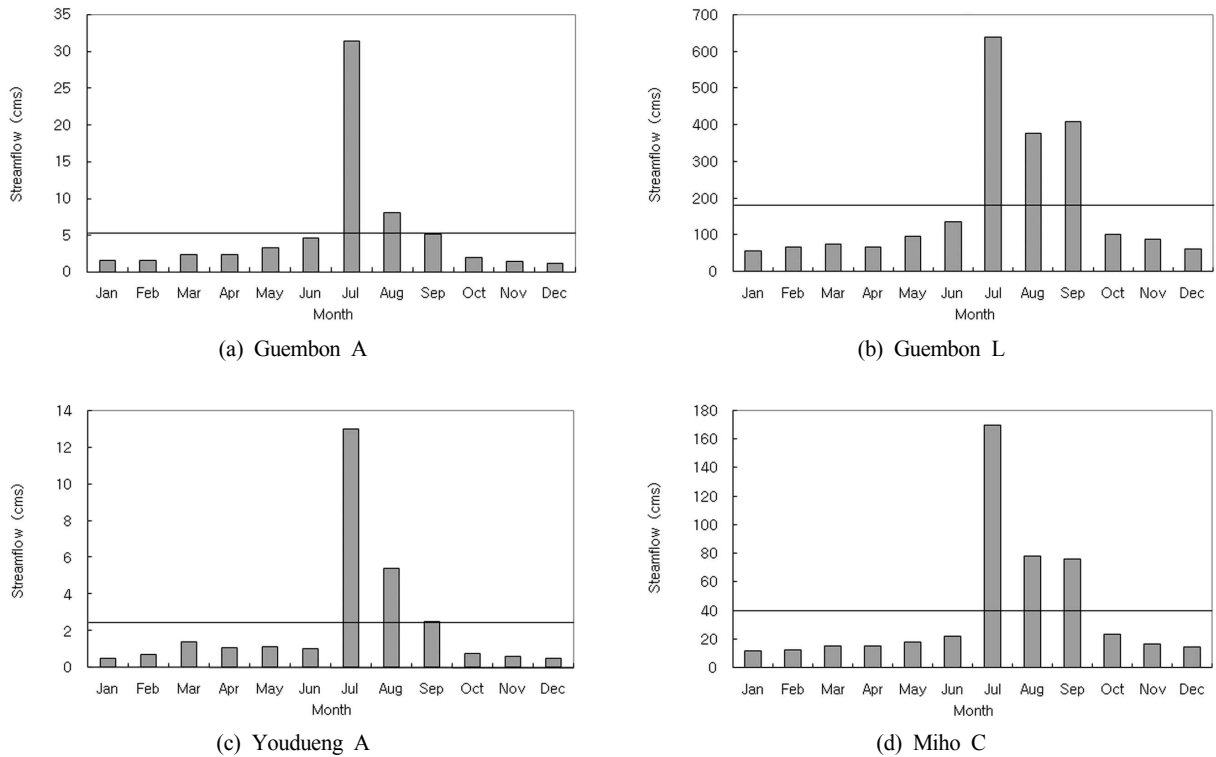 35
30
25
20
15
10
5
0
Streamflow (cms)
Jan Feb Mar Apr May Jun Jul Aug Sep Oct Nov Dec
Month
(a) Guembon A
700
600
500
400
300
200
100
0
Streamflow (cms)
Jan Feb Mar Apr May Jun Jul Aug Sep Oct Nov Dec
Month
(b) Guembon L
14
12
10
8
6
4
2
0
Streamflow (cms)
Jan Feb Mar Apr May Jun Jul Aug Sep Oct Nov Dec
Month
(c) Youdueng A
180
160
140
120
100
80
60
40
20
0
Steamflow (cms)
Jan Feb Mar Apr May Jun Jul Aug Sep Oct Nov Dec
Month
(d) Miho C